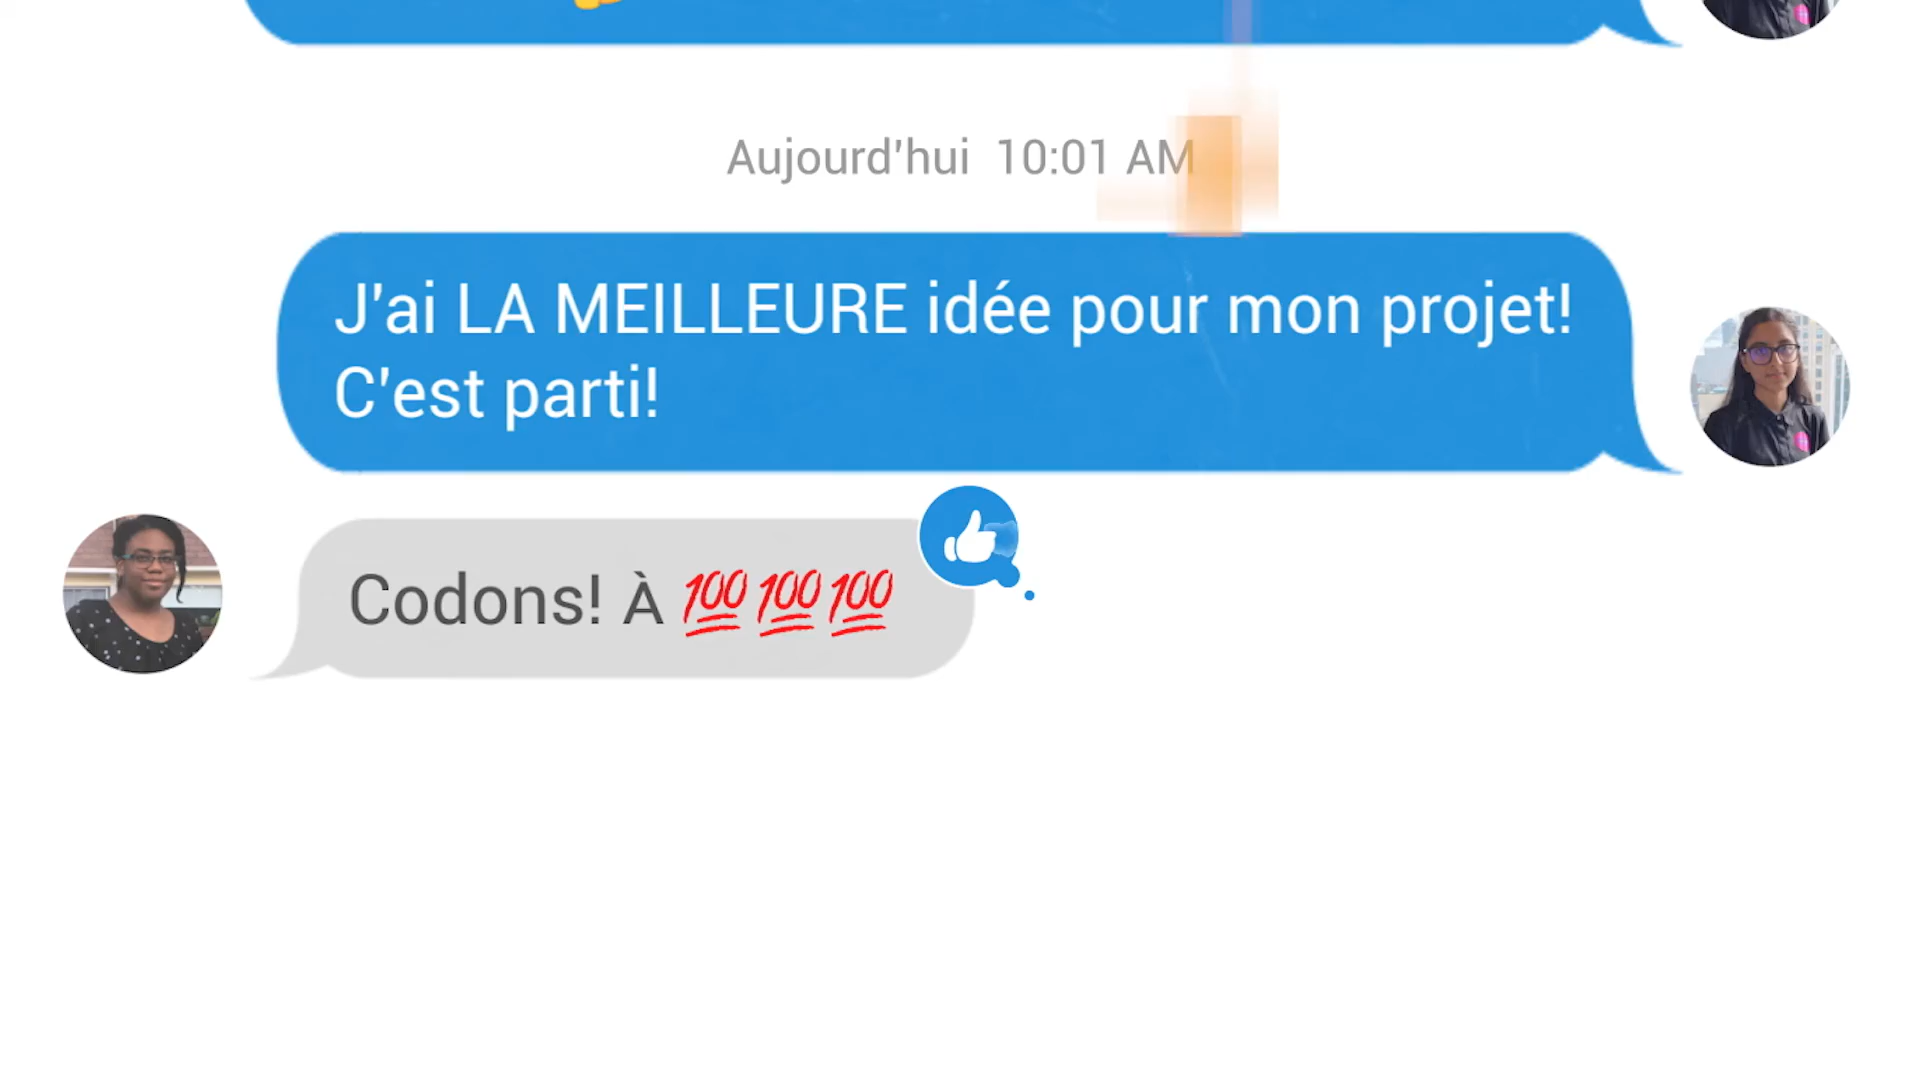 Aujourd'hui 10:01 AM
J'ai LA MEILLEURE idée pour mon projet!
C'est parti!
Codons! À 💯💯💯